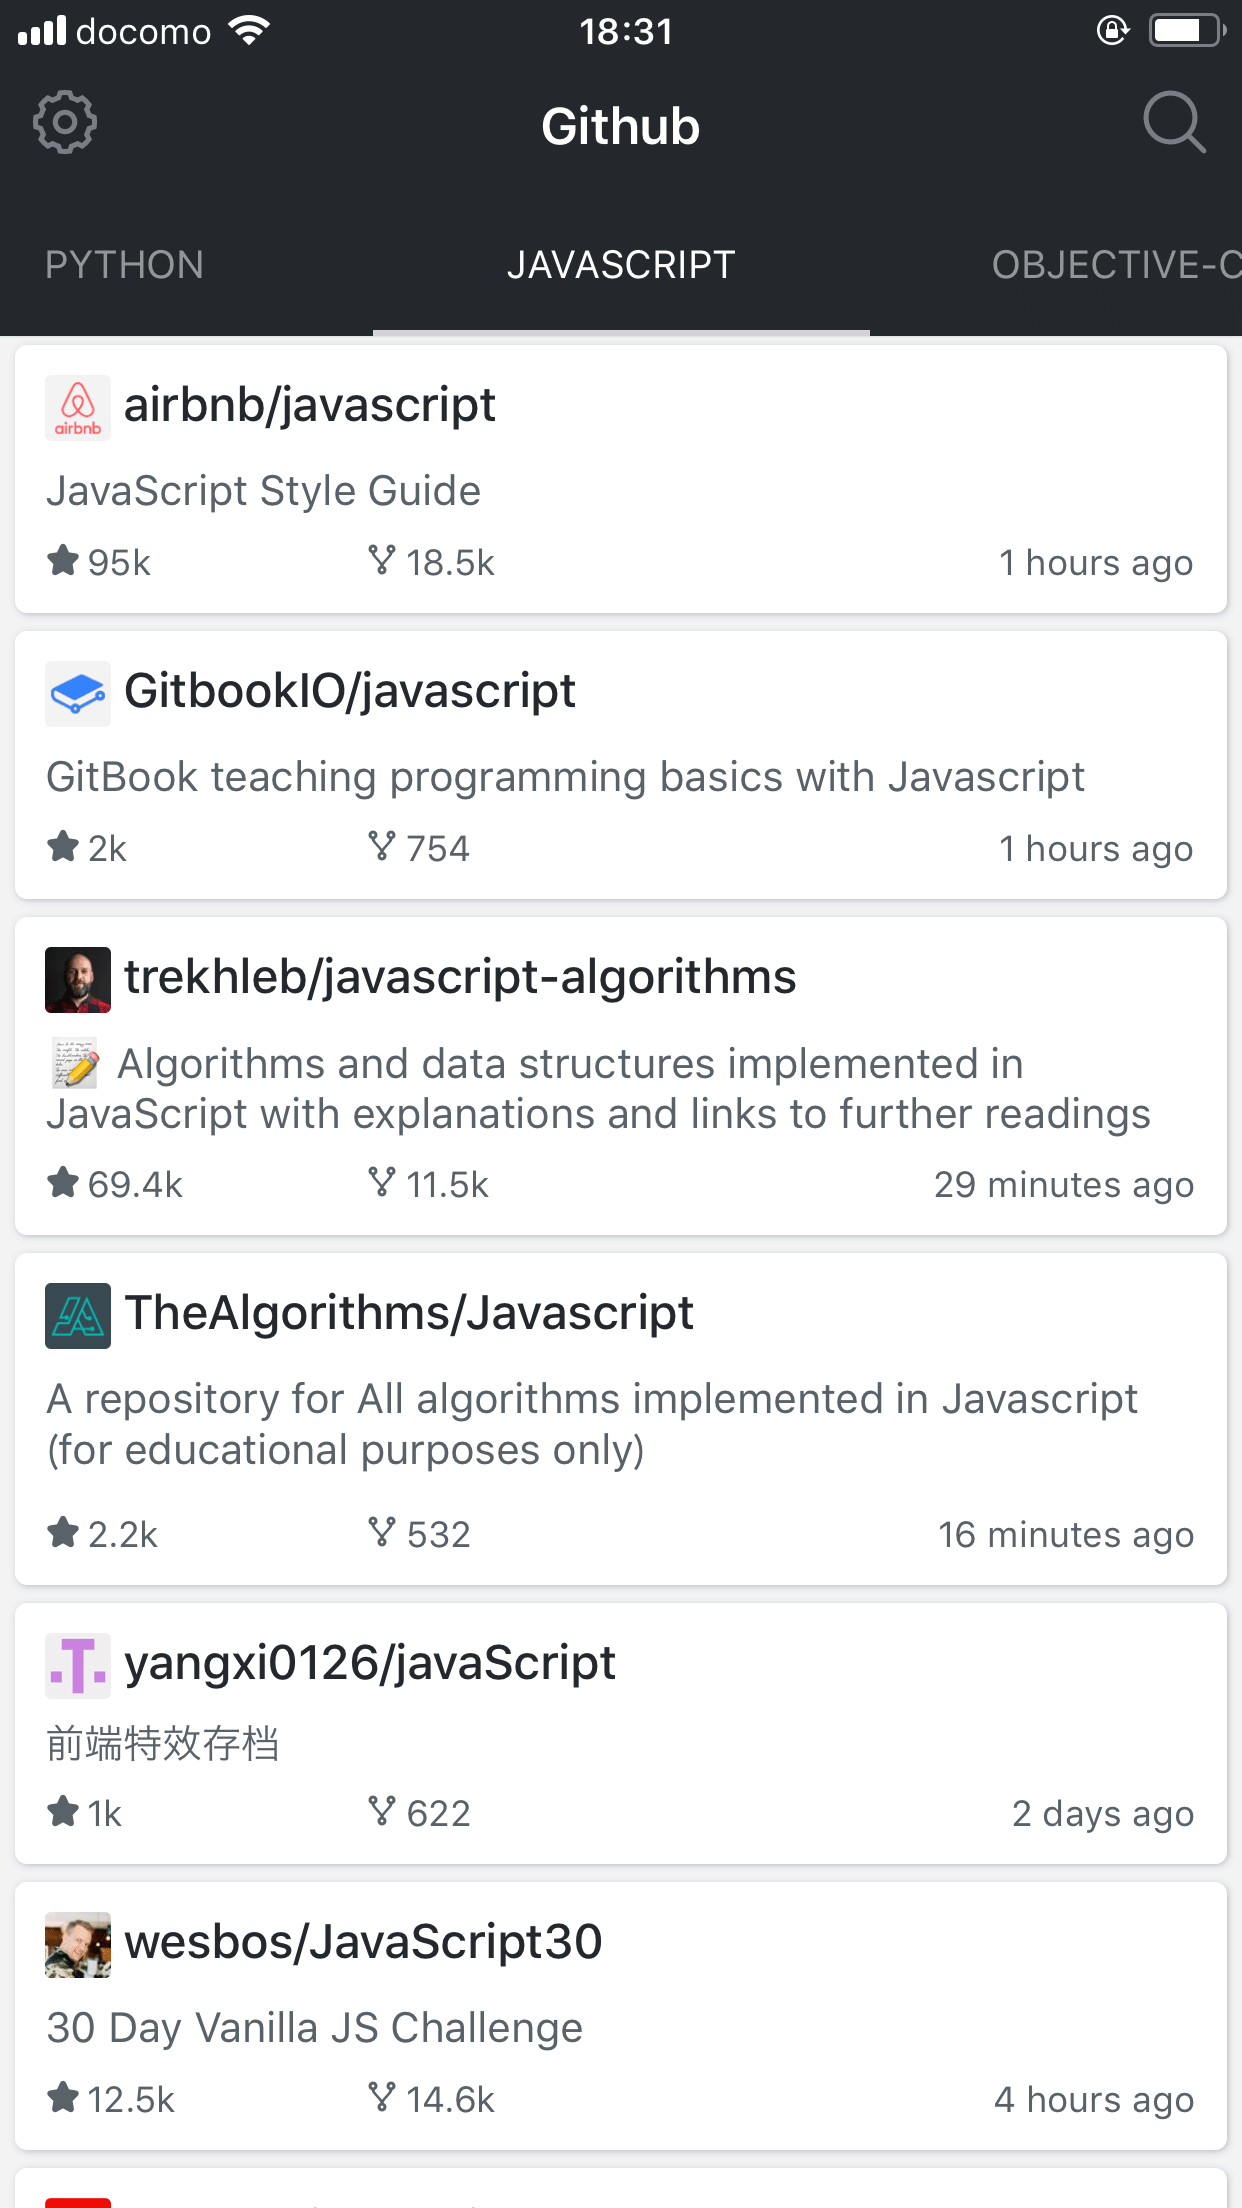 docomo 18:31
Github
PYTHON JAVASCRIPT OBJECTIVE-C
airbnb airbnb/javascript
JavaScript Style Guide
95k 18.5k 1 hours ago
GitbookIO/javascript
GitBook teaching programming basics with Javascript
2k 754 1 hours ago
trekhleb/javascript-algorithms
📝 Algorithms and data structures implemented in
JavaScript with explanations and links to further readings
69.4k 11.5k 29 minutes ago
TheAlgorithms/Javascript
A repository for All algorithms implemented in Javascript
(for educational purposes only)
2.2k 532 16 minutes ago
yangxi0126/javaScript
前端特效存档
1k 622 2 days ago
wesbos/JavaScript30
30 Day Vanilla JS Challenge
12.5k 14.6k 4 hours ago